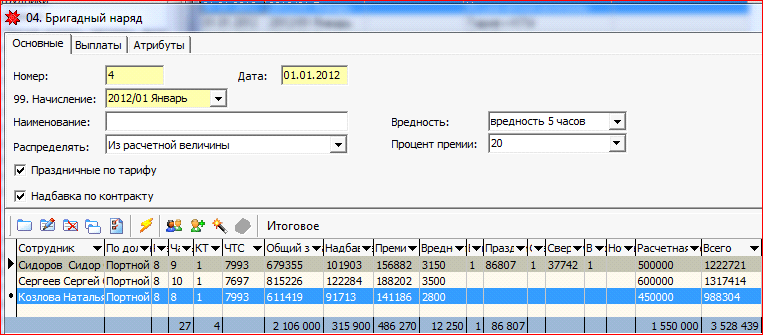 04. Бригадный наряд
Основные Выплаты Атрибуты
Номер: 4 Дата: 01.01.2012
99. Начисление: 2012/01 Январь
Наименование: Вредность: вредность 5 часов
Распределять: Из расчетной величины Процент премии: 20
Праздничные по тарифу
Надбавка по контракту
Итоговое
Сотрудник По дол КТ ЧТС Общий з Надбав Преми Вредн Празд Свер В Но Расчетная Всего
Сидоров Сидор Портной 8 9 1 7993 679355 101903 156882 3150 1 86807 37742 1 500000 1222721
Сергеев Сергей Портной 8 10 1 7697 815226 122284 188202 3500 600000 1317414
Козлова Наталья Портной 8 8 1 7993 611419 91713 141186 2800 450000 988304
27 4 2 106 000 315 900 486 270 12 250 1 86 807 1 550 000 3 528 439